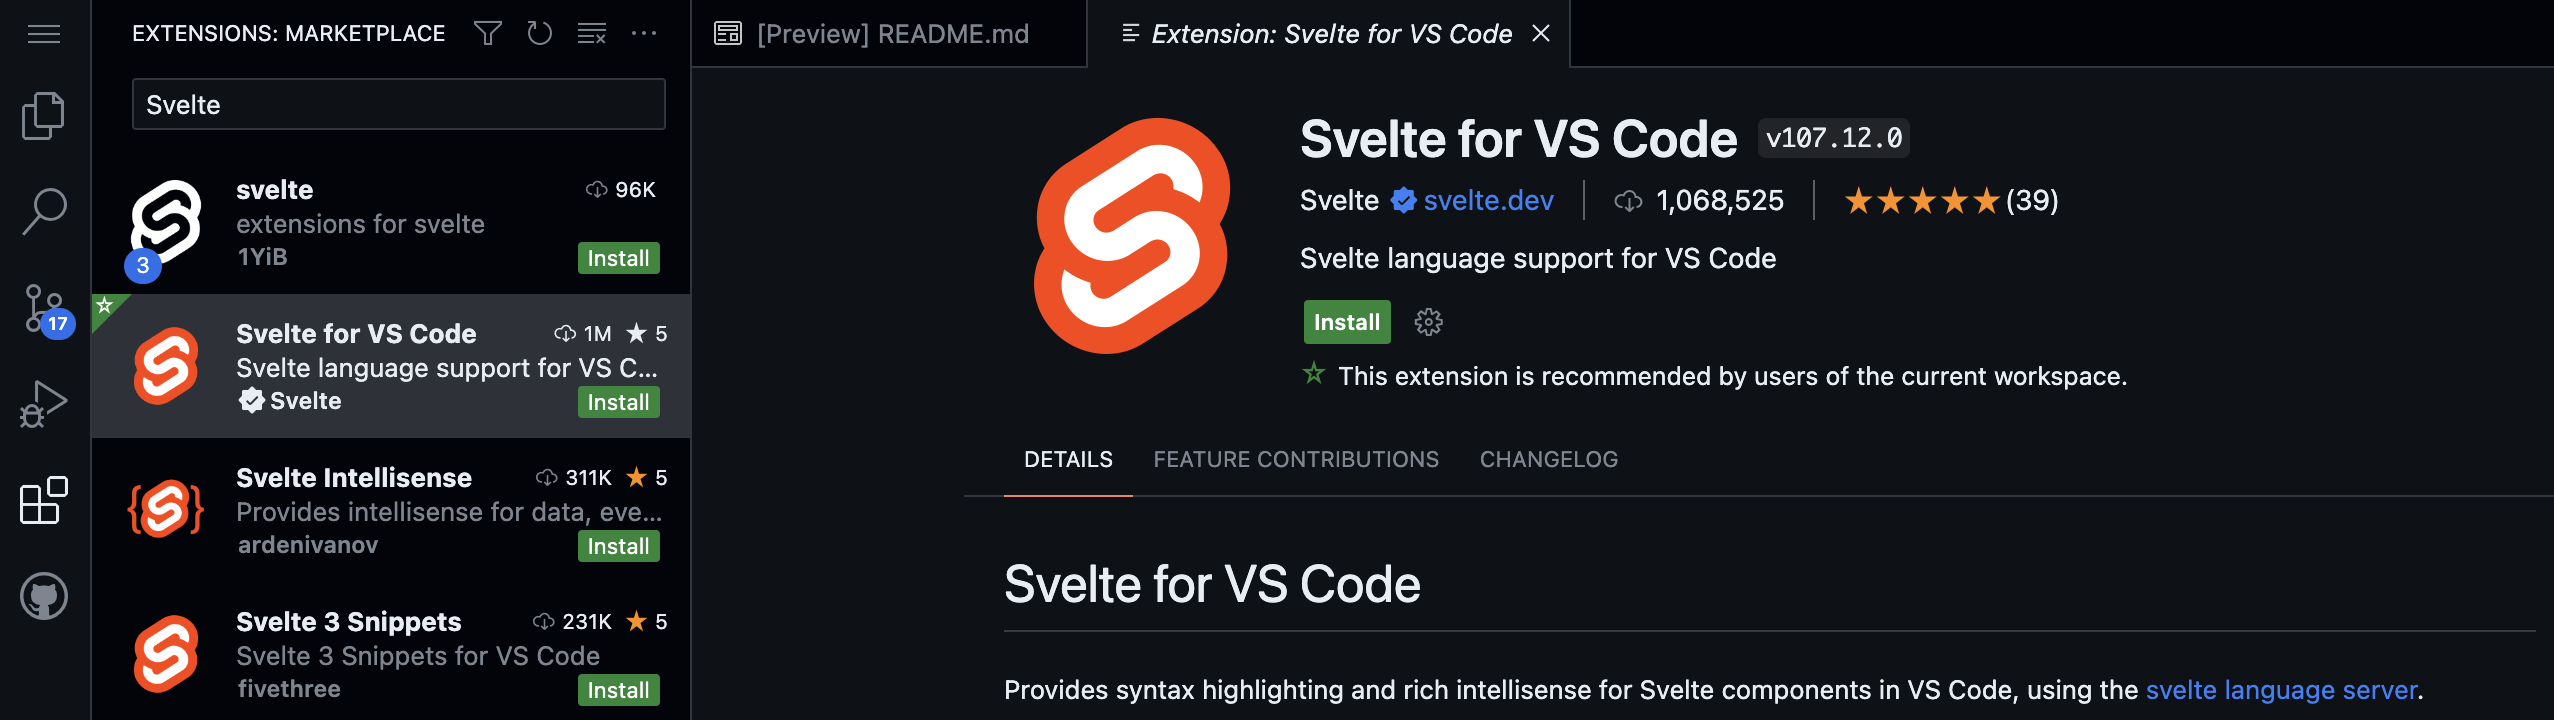 EXTENSIONS: MARKETPLACE
Svelte
svelte 96K
extensions for svelte
1YiB Install
3
17
Svelte for VS Code 1M 5
Svelte language support for VS C...
Svelte Install
Svelte Intellisense 311K 5
Provides intellisense for data, eve...
ardenivanov Install
Svelte 3 Snippets 231K 5
Svelte 3 Snippets for VS Code
fivethree Install
[Preview] README.md
Extension: Svelte for VS Code
Svelte for VS Code v107.12.0
Svelte svelte.dev 1,068,525 (39)
Svelte language support for VS Code
Install
This extension is recommended by users of the current workspace.
DETAILS FEATURE CONTRIBUTIONS CHANGELOG
Svelte for VS Code
Provides syntax highlighting and rich intellisense for Svelte components in VS Code, using the svelte language server.